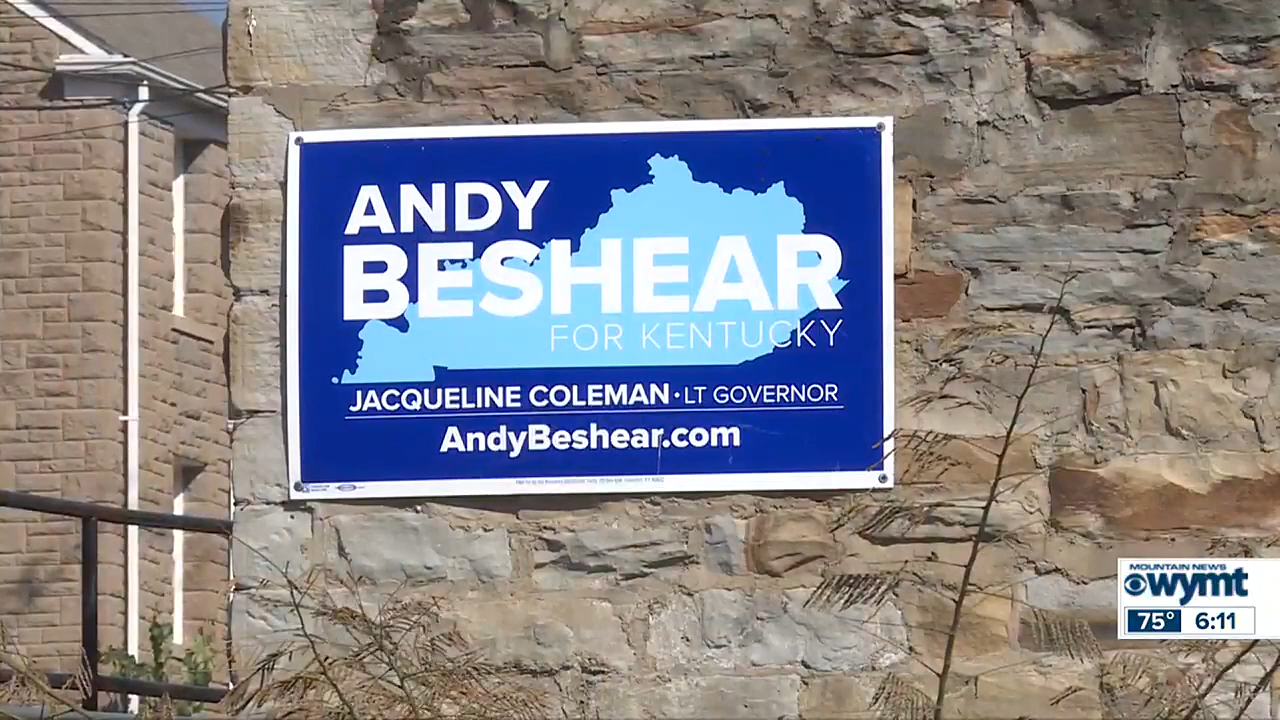 ANDY
BESHEAR
FOR KENTUCKY
JACQUELINE COLEMAN · LT GOVERNOR
AndyBeshear.com
MOUNTAIN NEWS
wymt
75° 6:11